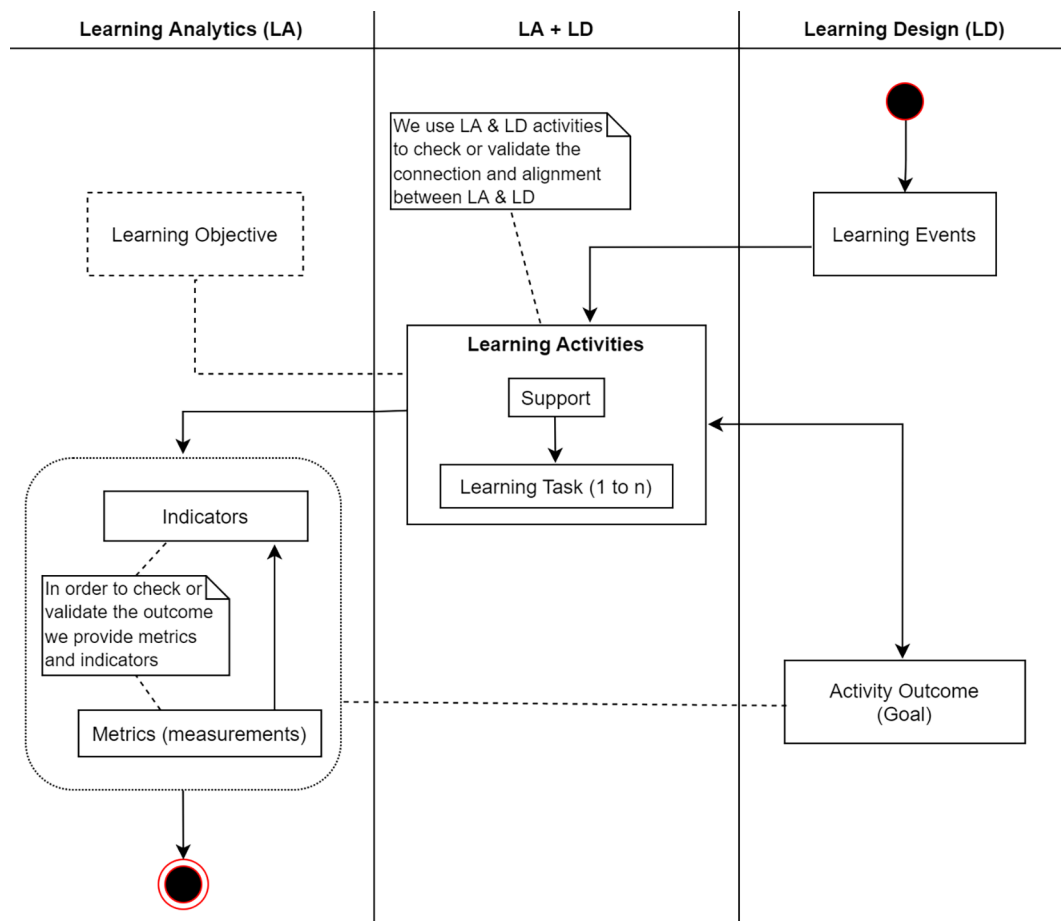 Learning Analytics (LA)
LA + LD
Learning Design (LD)
We use LA & LD activities
to check or validate the
connection and alignment
between LA & LD
Learning Objective
Learning Events
Learning Activities
Support
Learning Task (1 to n)
Indicators
In order to check or
validate the outcome
we provide metrics
and indicators
Metrics (measurements)
Activity Outcome
(Goal)